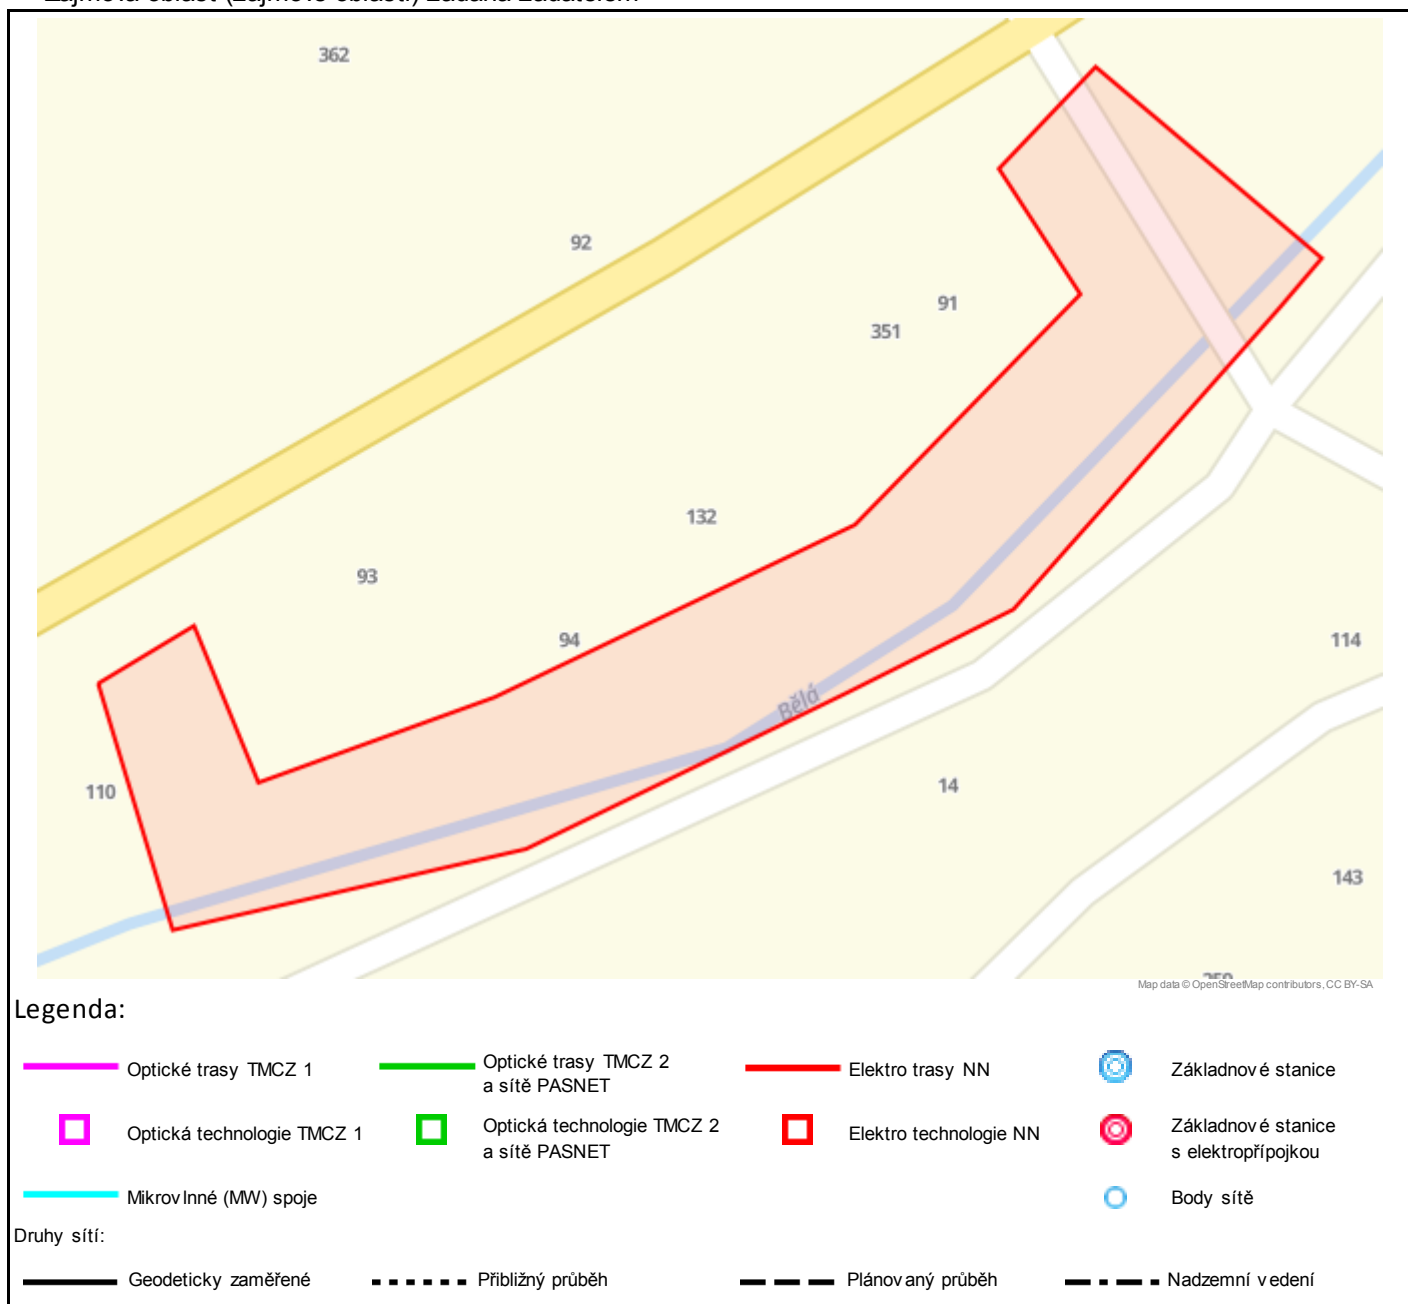 362
92
91
351
132
93
94
114
Bělá
110
14
143
Map data © OpenStreetMap contributors, CC BY-SA
Legenda:
Optické trasy TMCZ 1
Optické trasy TMCZ 2
a sítě PASNET
Elektro trasy NN
Základnové stanice
Optická technologie TMCZ 1
Optická technologie TMCZ 2
a sítě PASNET
Elektro technologie NN
Základnové stanice
s elektropřípojkou
Mikrovlnné (MW) spoje
Body sítě
Druhy sítí:
Geodeticky zaměřené
Přibližný průběh
Plánovaný průběh
Nadzemní vedení